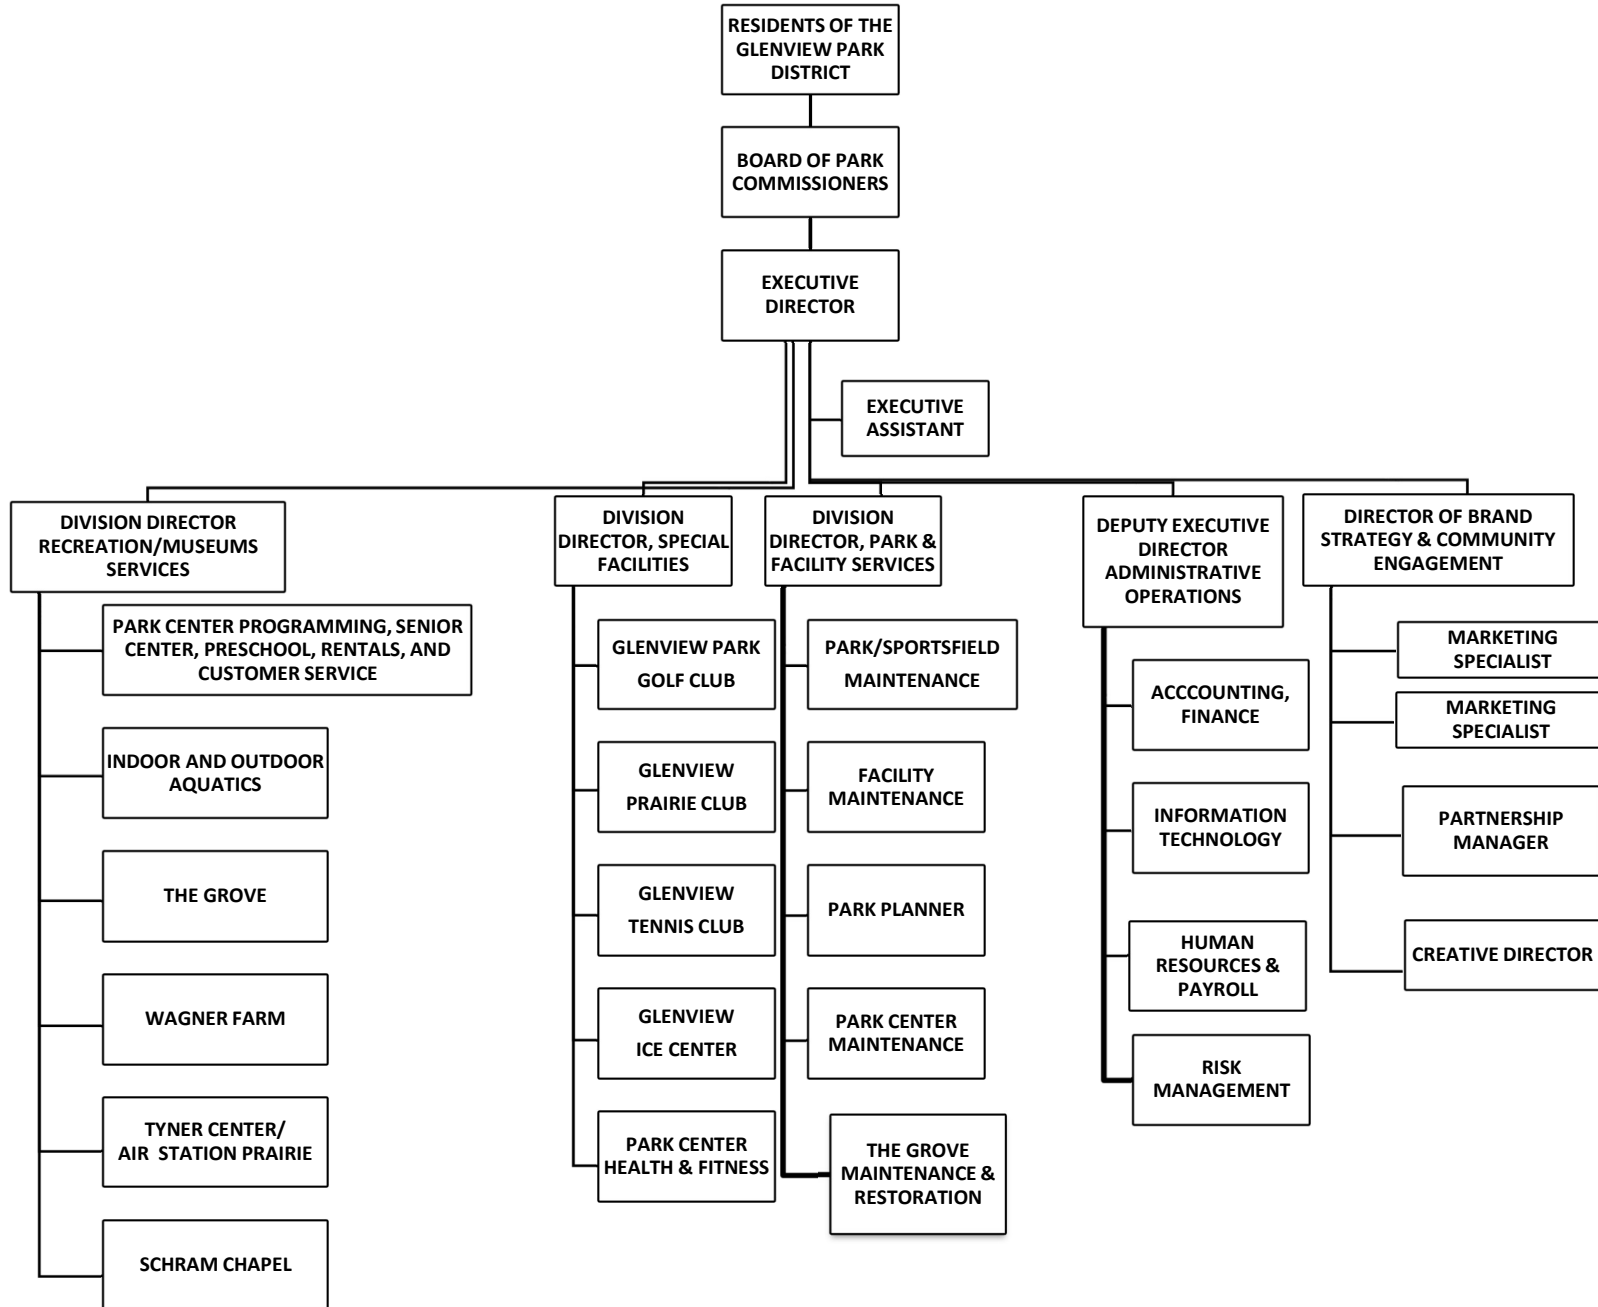 RESIDENTS OF THE
GLENVIEW PARK
DISTRICT
BOARD OF PARK
COMMISSIONERS
EXECUTIVE
DIRECTOR
EXECUTIVE
ASSISTANT
DIVISION DIRECTOR
RECREATION/MUSEUMS
SERVICES
PARK CENTER PROGRAMMING, SENIOR
CENTER, PRESCHOOL, RENTALS, AND
CUSTOMER SERVICE
INDOOR AND OUTDOOR
AQUATICS
THE GROVE
WAGNER FARM
TYNER CENTER/
AIR STATION PRAIRIE
SCHRAM CHAPEL
DIVISION
DIRECTOR, SPECIAL
FACILITIES
GLENVIEW PARK
GOLF CLUB
GLENVIEW
PRAIRIE CLUB
GLENVIEW
TENNIS CLUB
GLENVIEW
ICE CENTER
PARK CENTER
HEALTH & FITNESS
DIVISION
DIRECTOR, PARK &
FACILITY SERVICES
PARK/SPORTSFIELD
MAINTENANCE
FACILITY
MAINTENANCE
PARK PLANNER
PARK CENTER
MAINTENANCE
THE GROVE
MAINTENANCE &
RESTORATION
DEPUTY EXECUTIVE
DIRECTOR
ADMINISTRATIVE
OPERATIONS
ACCCOUNTING,
FINANCE
INFORMATION
TECHNOLOGY
HUMAN
RESOURCES &
PAYROLL
RISK
MANAGEMENT
DIRECTOR OF BRAND
STRATEGY & COMMUNITY
ENGAGEMENT
MARKETING
SPECIALIST
MARKETING
SPECIALIST
PARTNERSHIP
MANAGER
CREATIVE DIRECTOR